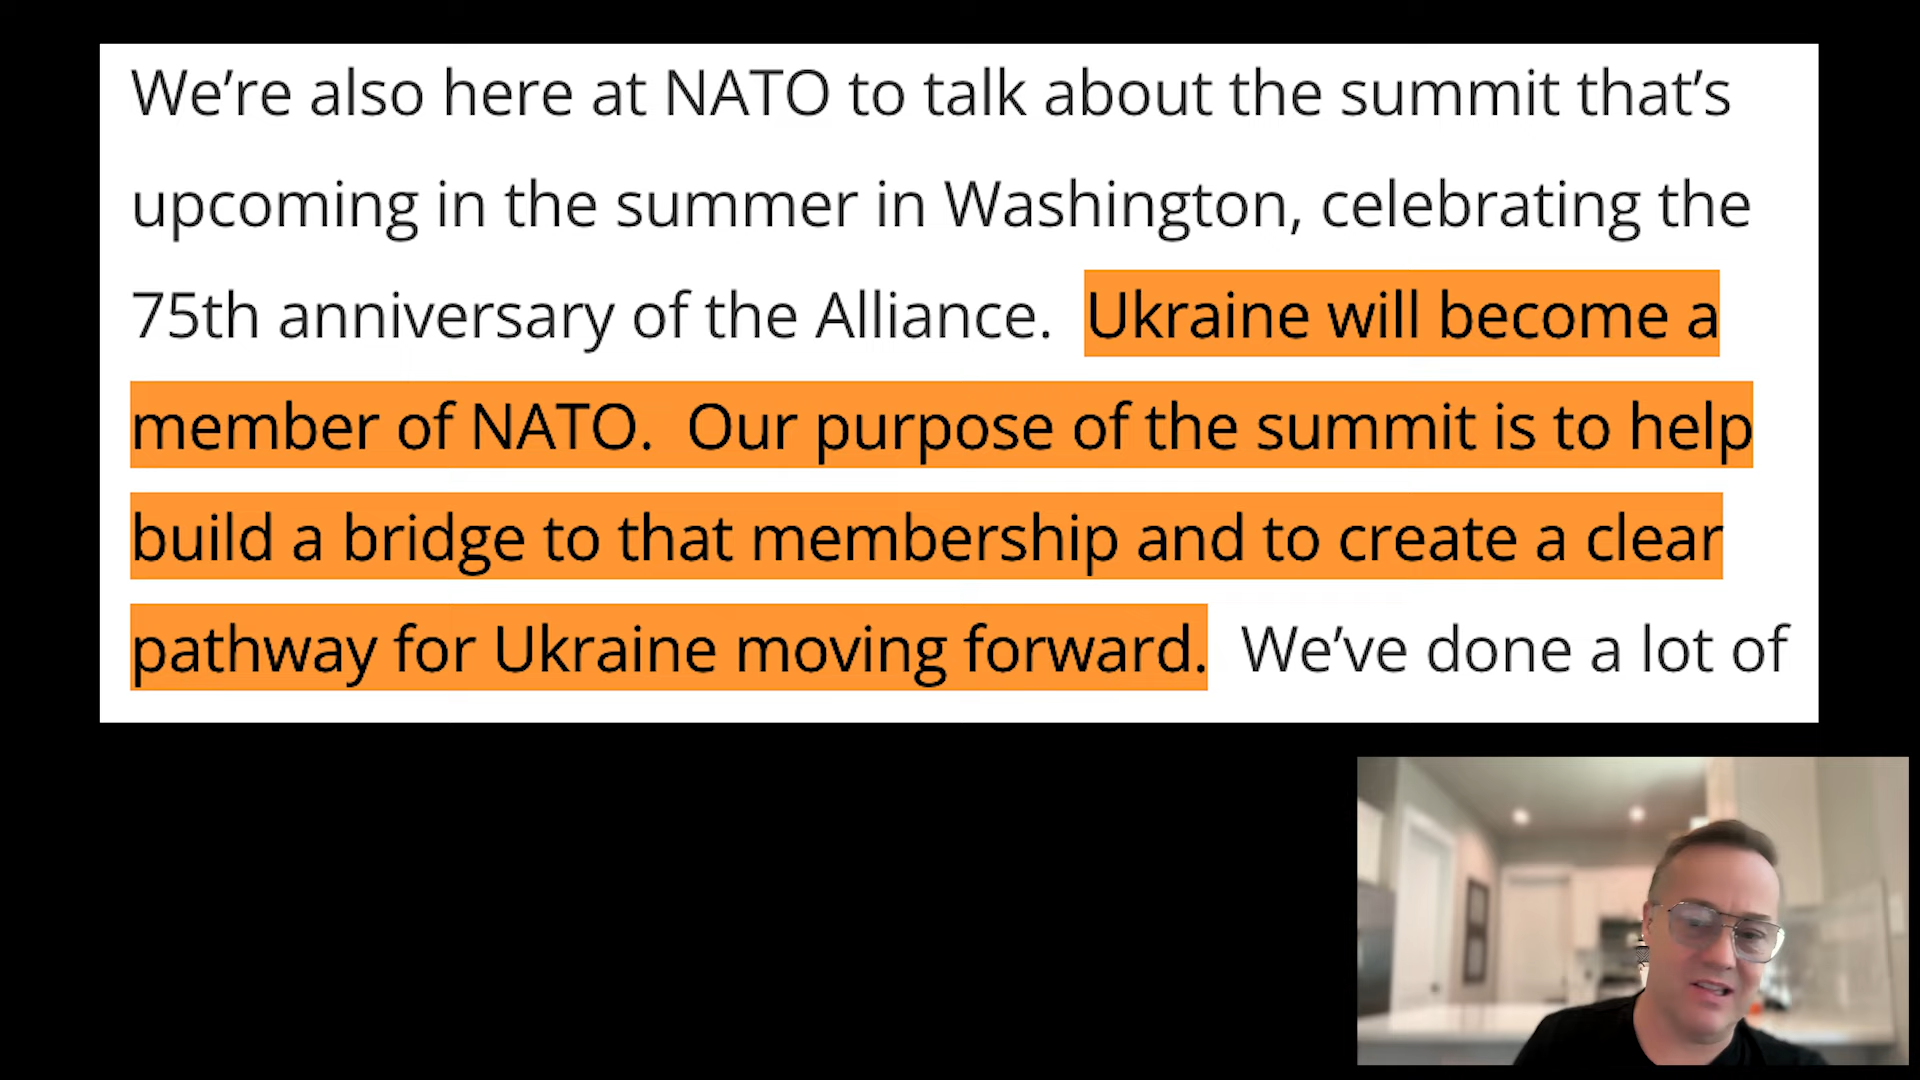 We’re also here at NATO to talk about the summit that’s
upcoming in the summer in Washington, celebrating the
75th anniversary of the Alliance.  Ukraine will become a
member of NATO.  Our purpose of the summit is to help
build a bridge to that membership and to create a clear
pathway for Ukraine moving forward.  We’ve done a lot of